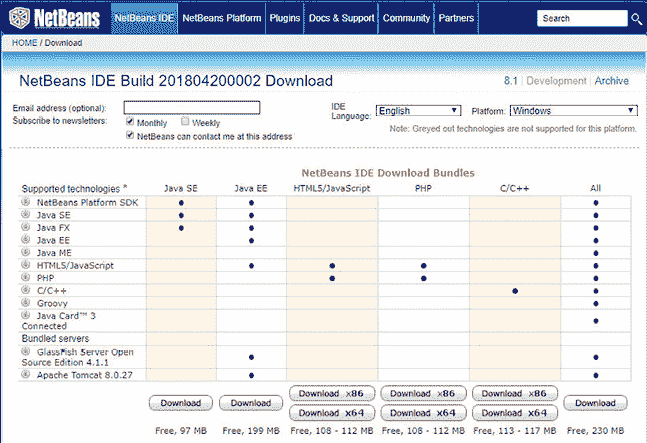 NetBeans
NetBeans IDE
NetBeans Platform
Plugins
Docs & Support
Community
Partners
Search
HOME / Download
NetBeans IDE Build 201804200002 Download
8.1 | Development | Archive
Email address (optional):
Subscribe to newsletters:
Monthly
Weekly
NetBeans can contact me at this address
IDE
Language:
English
Platform:
Windows
Note: Greyed out technologies are not supported for this platform.
NetBeans IDE Download Bundles
Supported technologies *
Java SE
Java EE
HTML5/JavaScript
PHP
C/C++
All
NetBeans Platform SDK
Java SE
Java FX
Java EE
Java ME
HTML5/JavaScript
PHP
C/C++
Groovy
Java Card™ 3
Connected
Bundled servers
GlassFish Server Open
Source Edition 4.1.1
Apache Tomcat 8.0.27
Download
Download
Download x86
Download x86
Download x86
Download
Download x64
Download x64
Download x64
Free, 97 MB
Free, 199 MB
Free, 108 - 112 MB
Free, 108 - 112 MB
Free, 113 - 117 MB
Free, 230 MB